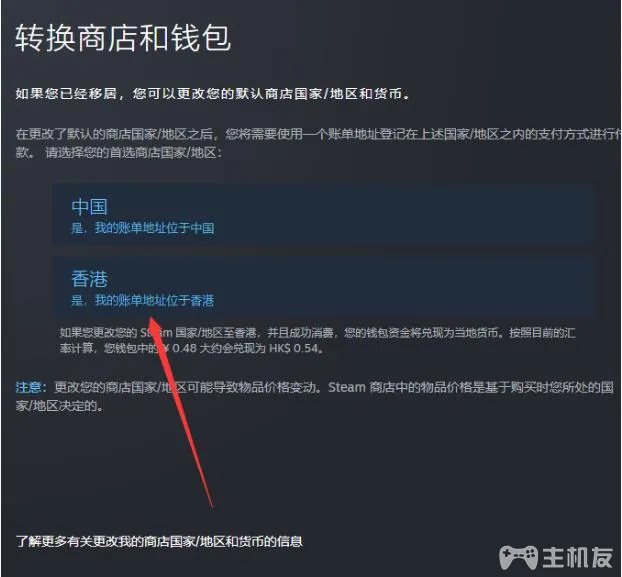 转换商店和钱包
如果您已经移居，您可以更改您的默认商店国家/地区和货币。
在更改了默认的商店国家/地区之后，您将需要使用一个账单地址登记在上述国家/地区之内的支付方式进行付
款。 请选择您的首选商店国家/地区：
中国
是，我的账单地址位于中国
香港
是，我的账单地址位于香港
如果您更改您的 Steam 国家/地区至香港，并且成功消费，您的钱包资金将兑现为当地货币。按照目前的汇
率计算，您钱包中的 ¥ 0.48 大约会兑现为 HK$ 0.54。
注意：更改您的商店国家/地区可能导致物品价格变动。Steam 商店中的物品价格是基于购买时您所处的国
家/地区决定的。
了解更多有关更改我的商店国家/地区和货币的信息
主机友